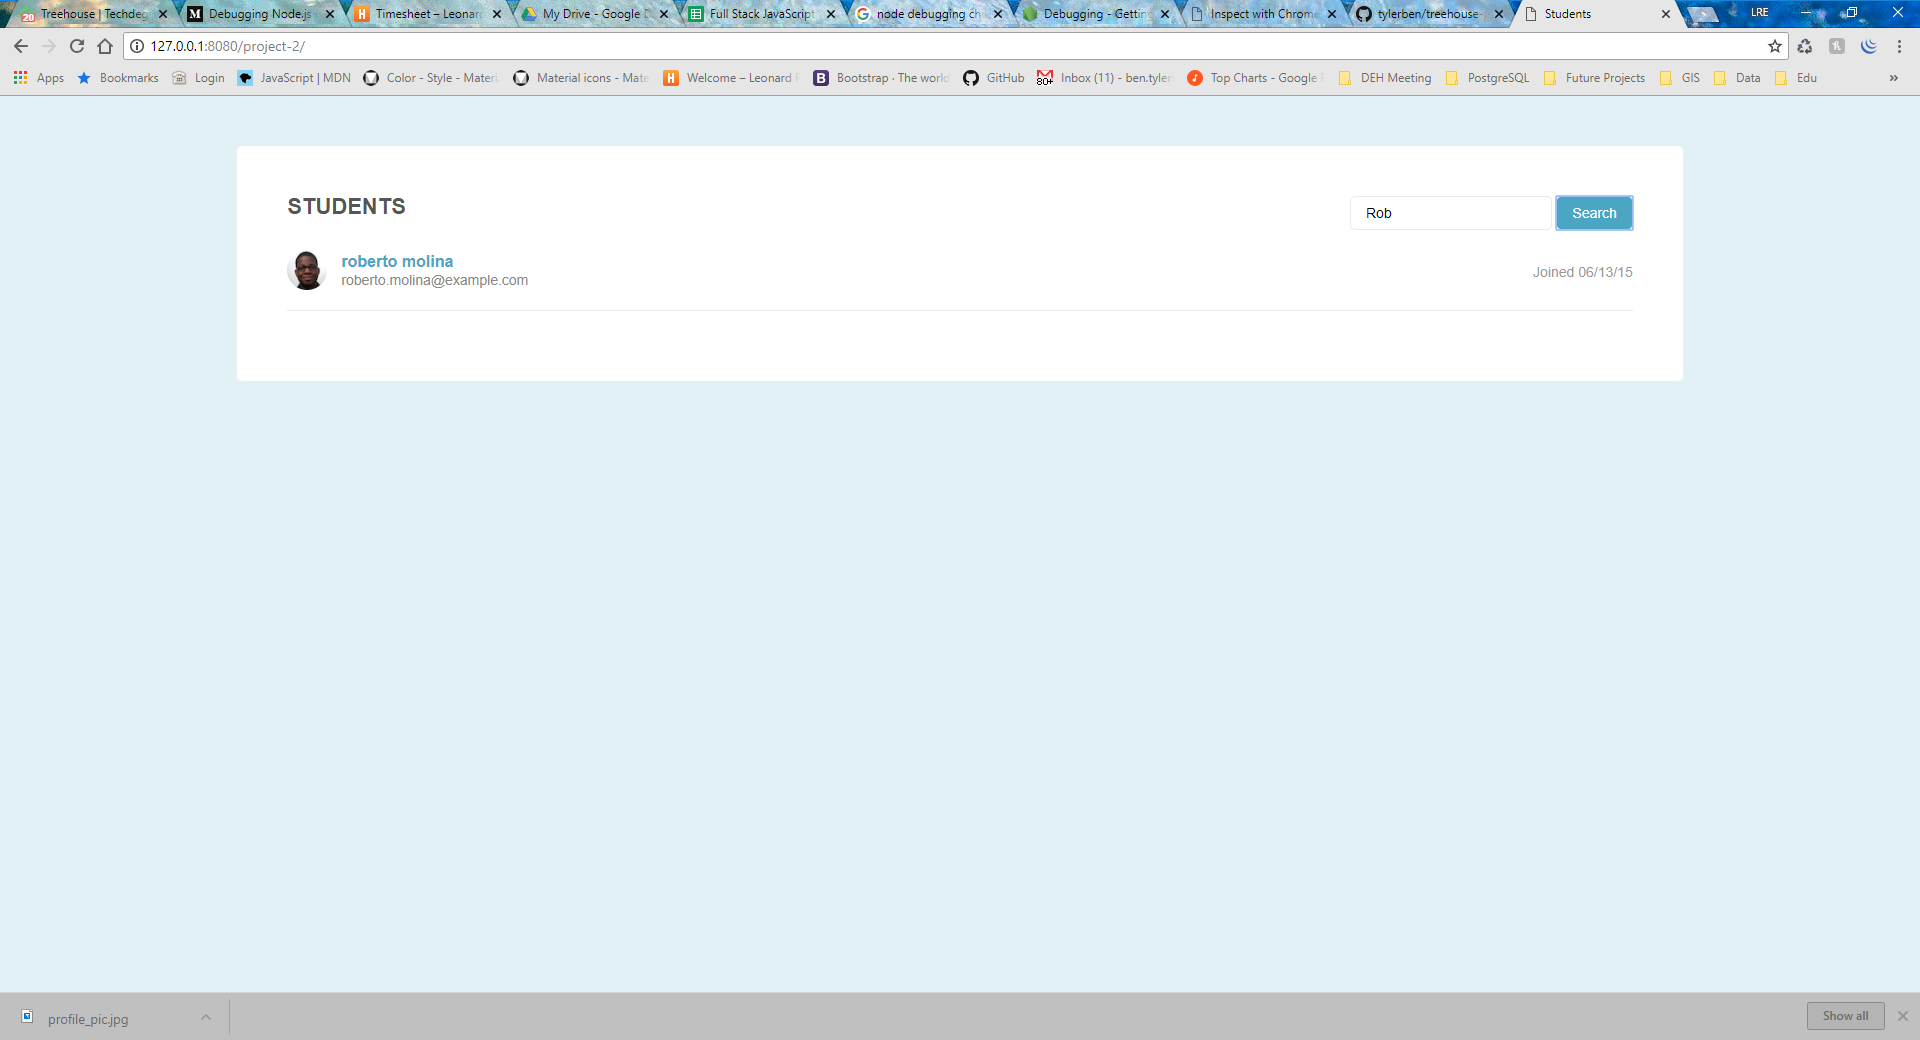 20 Treehouse | Techdeg
M Debugging Node.js
H Timesheet – Leonard
My Drive - Google D
Full Stack JavaScript
G node debugging ch
Debugging - Getting
Inspect with Chrome
tylerben/treehouse-
Students
LRE
127.0.0.1:8080/project-2/
Apps Bookmarks Login JavaScript | MDN Color - Style - Materi Material icons - Mate H Welcome – Leonard B Bootstrap · The world GitHub 80+ Inbox (11) - ben.tyler Top Charts - Google DEH Meeting PostgreSQL Future Projects GIS Data Edu »
STUDENTS
Rob Search
roberto molina
roberto.molina@example.com
Joined 06/13/15
profile_pic.jpg
Show all